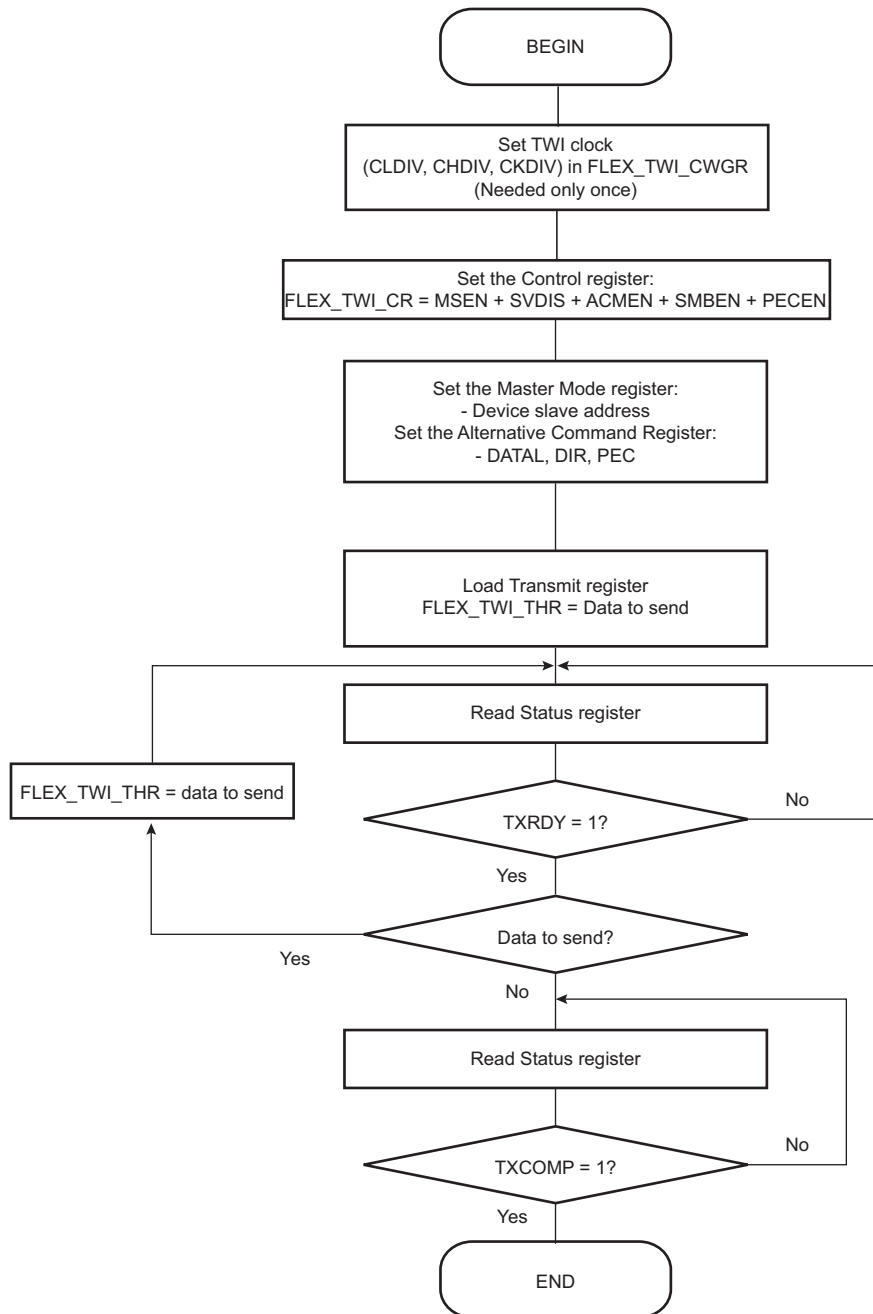 BEGIN
Set TWI clock
(CLDIV, CHDIV, CKDIV) in FLEX_TWI_CWGR
(Needed only once)
Set the Control register:
FLEX_TWI_CR = MSEN + SVDIS + ACMEN + SMBEN + PECEN
Set the Master Mode register:
- Device slave address
Set the Alternative Command Register:
- DATAL, DIR, PEC
Load Transmit register
FLEX_TWI_THR = Data to send
Read Status register
FLEX_TWI_THR = data to send
TXRDY = 1?
No
Yes
Data to send?
Yes
No
Read Status register
TXCOMP = 1?
No
Yes
END